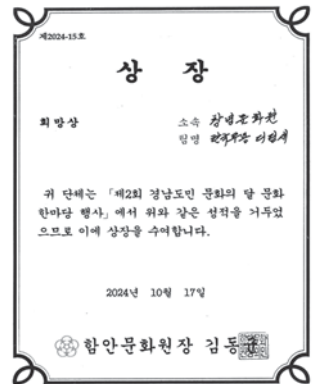 제2024-15호
상 장
희망상
소속 창녕문화원
팀명 한국무용
귀 단체는 「제2회 경남도민 문화의 달 문화
한마당 행사」에서 위와 같은 성적을 거두었
으므로 이에 상장을 수여합니다.
2024년 10월 17일
함안문화원장 김동